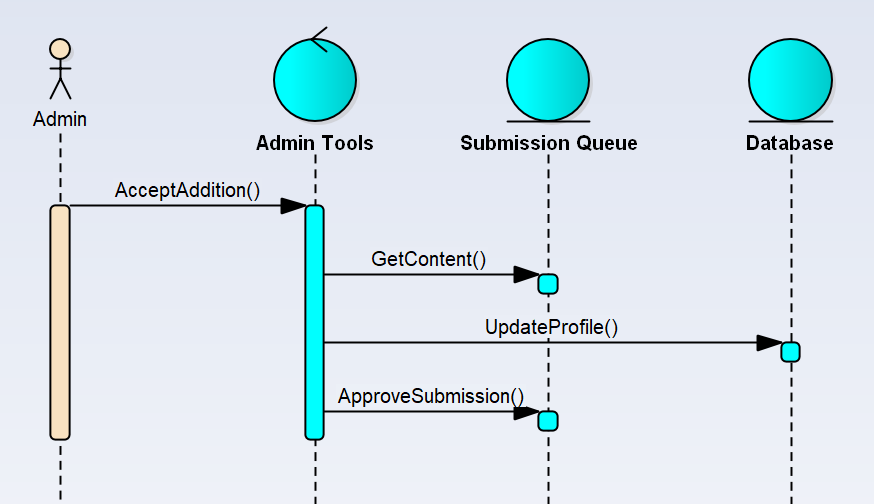 Admin
Admin Tools
Submission Queue
Database
AcceptAddition()
GetContent()
UpdateProfile()
ApproveSubmission()